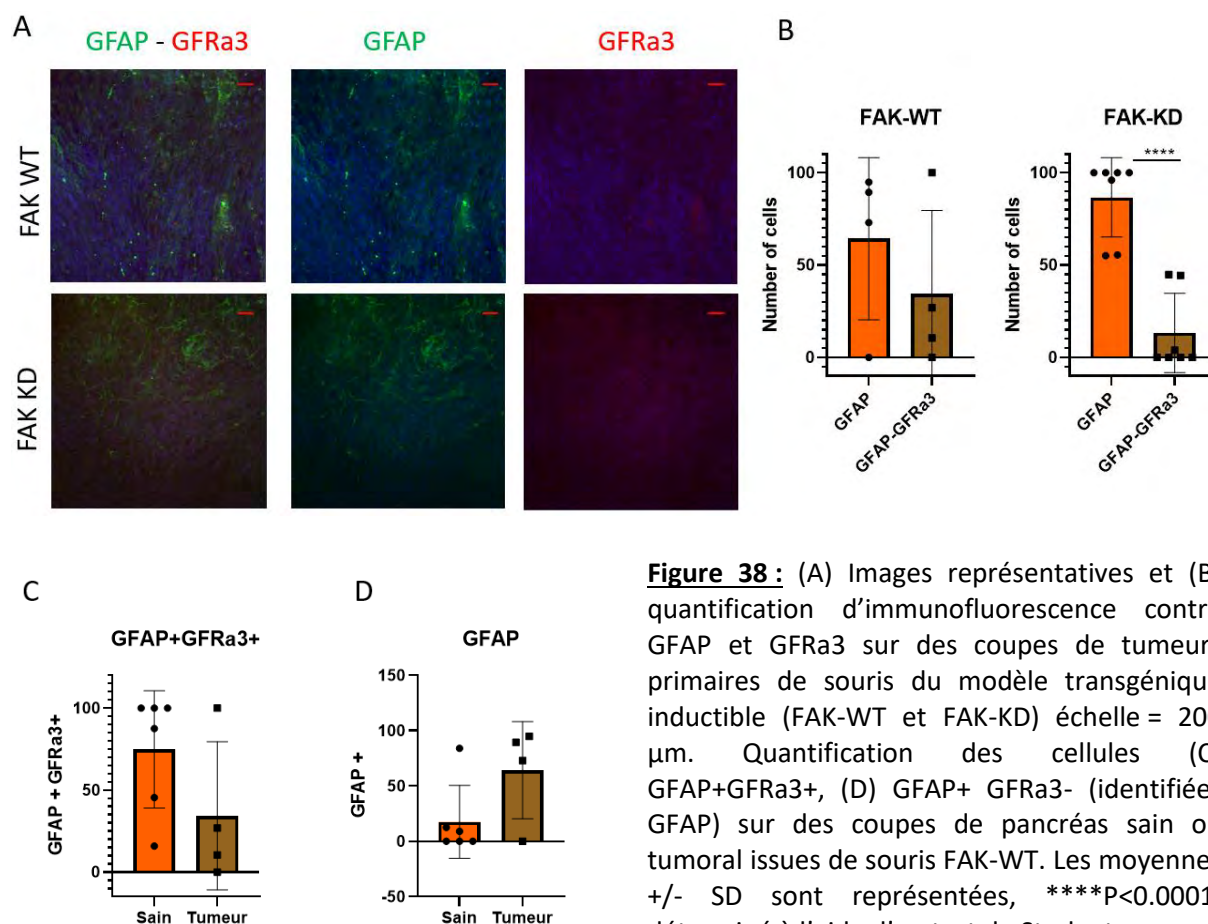 A
GFAP - GFRa3
GFAP
GFRa3
FAK WT
FAK KD
B
FAK-WT
Number of cells
100
50
0
GFAP
GFAP-GFRa3
FAK-KD
****
Number of cells
100
50
0
GFAP
GFAP-GFRa3
C
GFAP+GFRa3+
GFAP + GFRa3+
100
50
0
Sain Tumeur
D
GFAP
GFAP +
150
100
50
0
-50
Sain Tumeur
Figure 38 : (A) Images représentatives et (B
quantification d'immunofluorescence contr
GFAP et GFRa3 sur des coupes de tumeur
primaires de souris du modèle transgéniqu
inductible (FAK-WT et FAK-KD) échelle = 20
µm. Quantification des cellules (C
GFAP+GFRa3+, (D) GFAP+ GFRa3- (identifiée
GFAP) sur des coupes de pancréas sain o
tumoral issues de souris FAK-WT. Les moyenne
+/- SD sont représentées, ****P<0.0001